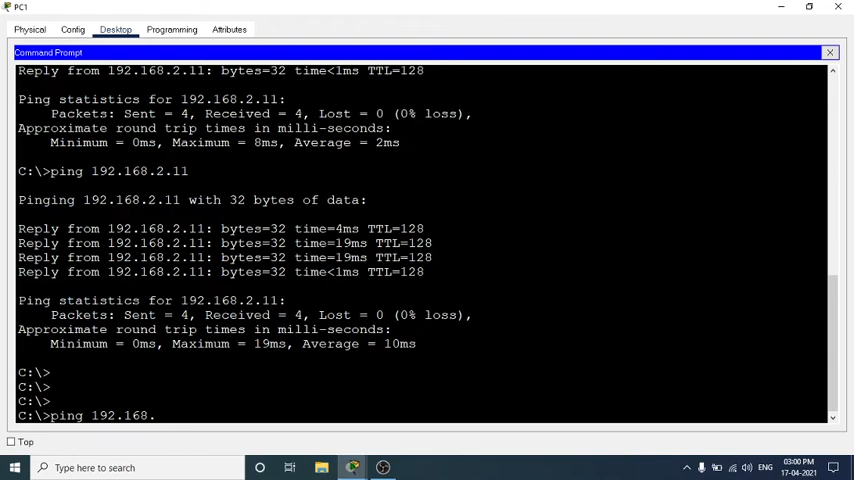 PC1
Physical Config Desktop Programming Attributes
Command Prompt X
Reply from 192.168.2.11: bytes=32 time<1ms TTL=128
Ping statistics for 192.168.2.11:
Packets: Sent = 4, Received = 4, Lost = 0 (0% loss),
Approximate round trip times in milli-seconds:
Minimum = 0ms, Maximum = 8ms, Average = 2ms
C:\>ping 192.168.2.11
Pinging 192.168.2.11 with 32 bytes of data:
Reply from 192.168.2.11: bytes=32 time=4ms TTL=128
Reply from 192.168.2.11: bytes=32 time=19ms TTL=128
Reply from 192.168.2.11: bytes=32 time=19ms TTL=128
Reply from 192.168.2.11: bytes=32 time<1ms TTL=128
Ping statistics for 192.168.2.11:
Packets: Sent = 4, Received = 4, Lost = 0 (0% loss),
Approximate round trip times in milli-seconds:
Minimum = 0ms, Maximum = 19ms, Average = 10ms
C:\>
C:\>
C:\>
C:\>ping 192.168.
Top
Type here to search
ENG
03:00 PM
17-04-2021